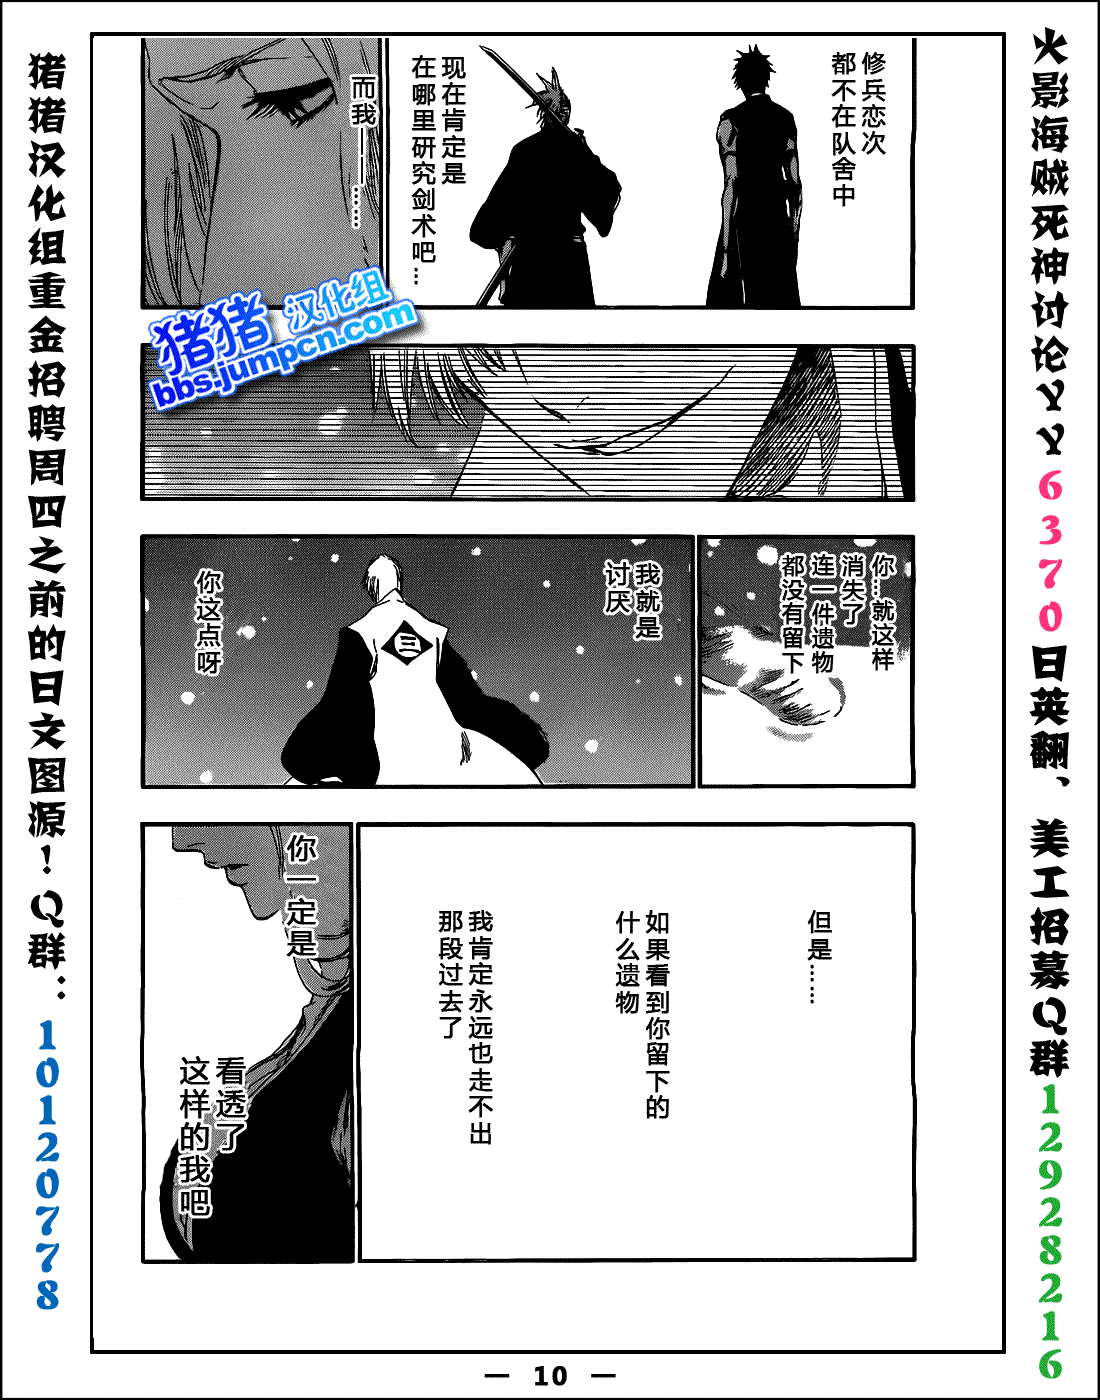 火影海贼死神讨论YY6370日英翻、美工招募Q群12928216
修兵恋次
都不在队舍中
现在肯定是
在哪里研究剑术吧…
而我——……
猪猪汉化组
bbs.jumpcn.com
你…就这样
消失了
连一件遗物
都没有留下
我就是
讨厌
你这点呀
但是……
如果看到你留下的
什么遗物
我肯定永远也走不出
那段过去了
你一定是
看透了
这样的我吧
三
猪猪汉化组重金招聘周四之前的日文图源！Q群：10120778
— 10 —